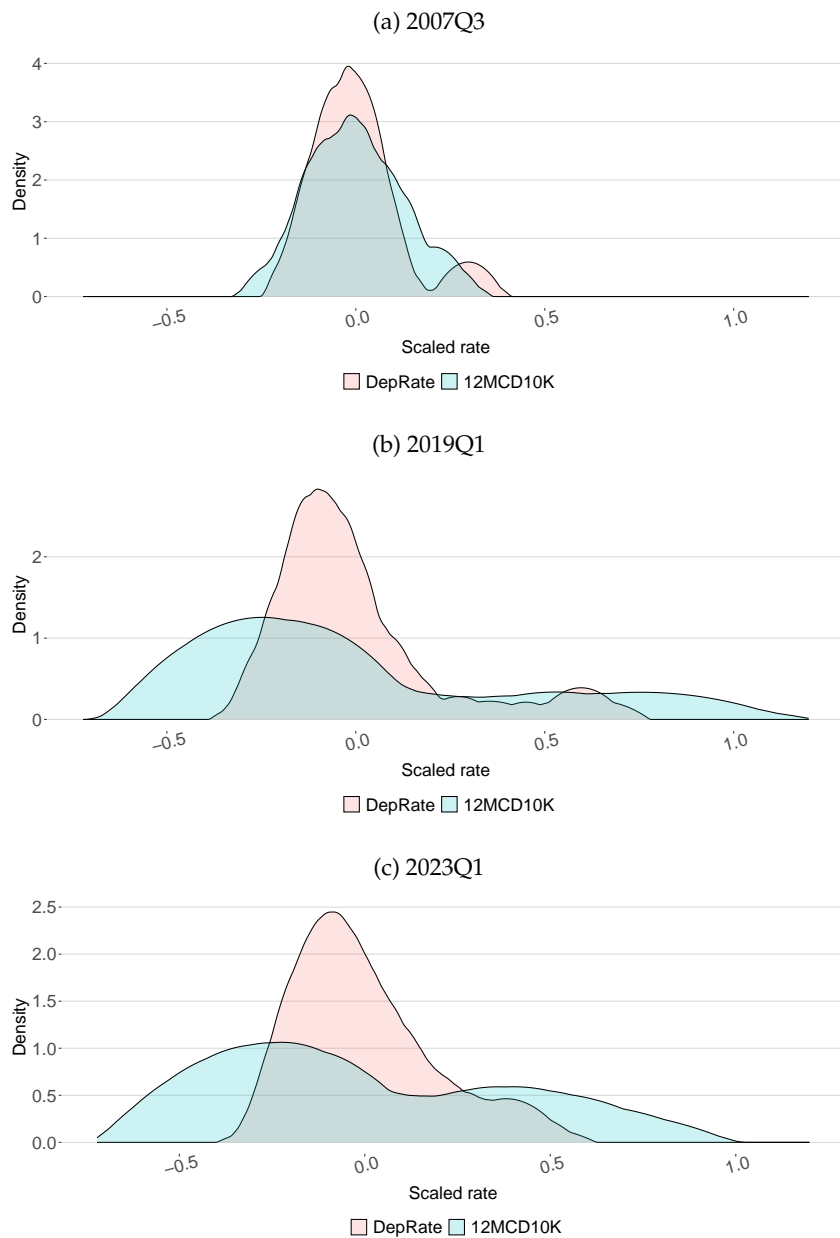 (a) 2007Q3
4
3
2
1
0
Density
−0.5 0.0 0.5 1.0
Scaled rate
DepRate 12MCD10K
(b) 2019Q1
2
1
0
Density
−0.5 0.0 0.5 1.0
Scaled rate
DepRate 12MCD10K
(c) 2023Q1
2.5
2.0
1.5
1.0
0.5
0.0
Density
−0.5 0.0 0.5 1.0
Scaled rate
DepRate 12MCD10K